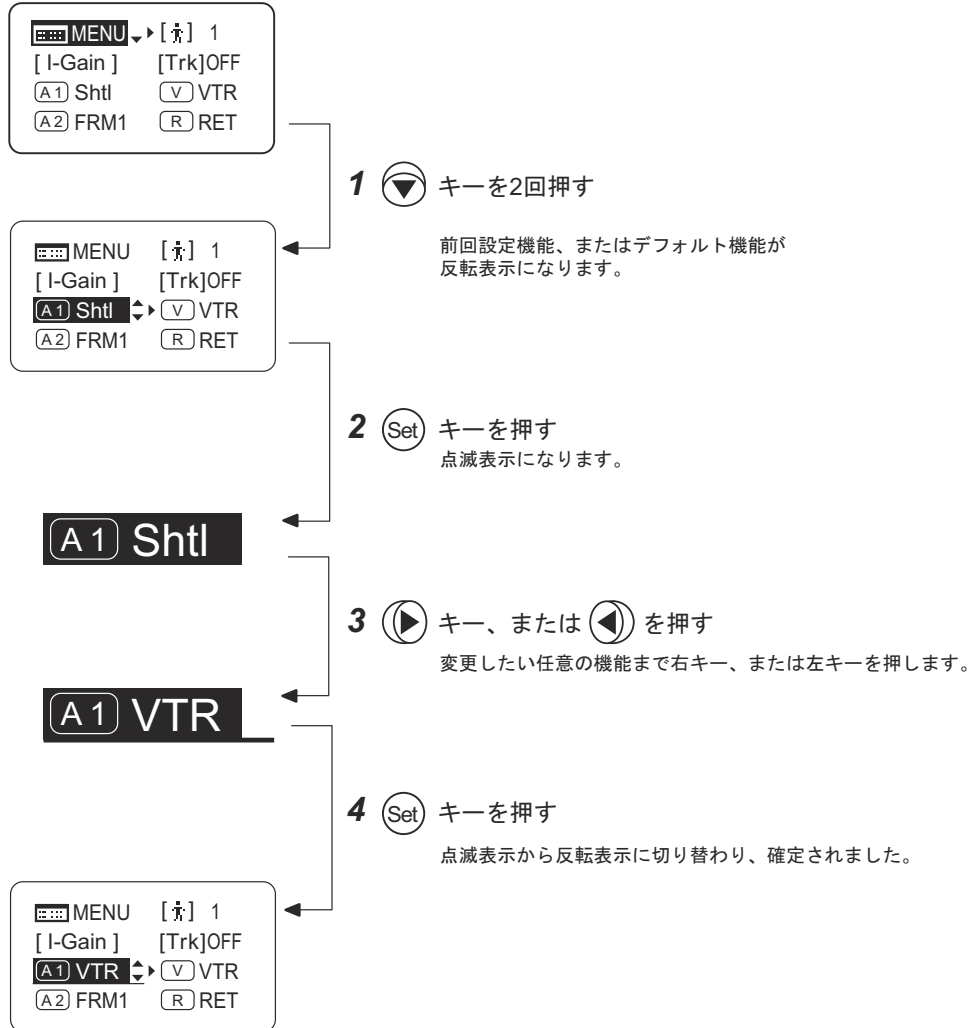 MENU [ ] 1
[ I-Gain ] [Trk]OFF
A1 Shtl V VTR
A2 FRM1 R RET
1 キーを2回押す
前回設定機能、またはデフォルト機能が
反転表示になります。
MENU [ ] 1
[ I-Gain ] [Trk]OFF
A1 Shtl V VTR
A2 FRM1 R RET
2 Set キーを押す
点滅表示になります。
A 1 Shtl
3 キー、または を押す
変更したい任意の機能まで右キー、または左キーを押します。
A 1 VTR
4 Set キーを押す
点滅表示から反転表示に切り替わり、確定されました。
MENU [ ] 1
[ I-Gain ] [Trk]OFF
A1 VTR V VTR
A2 FRM1 R RET